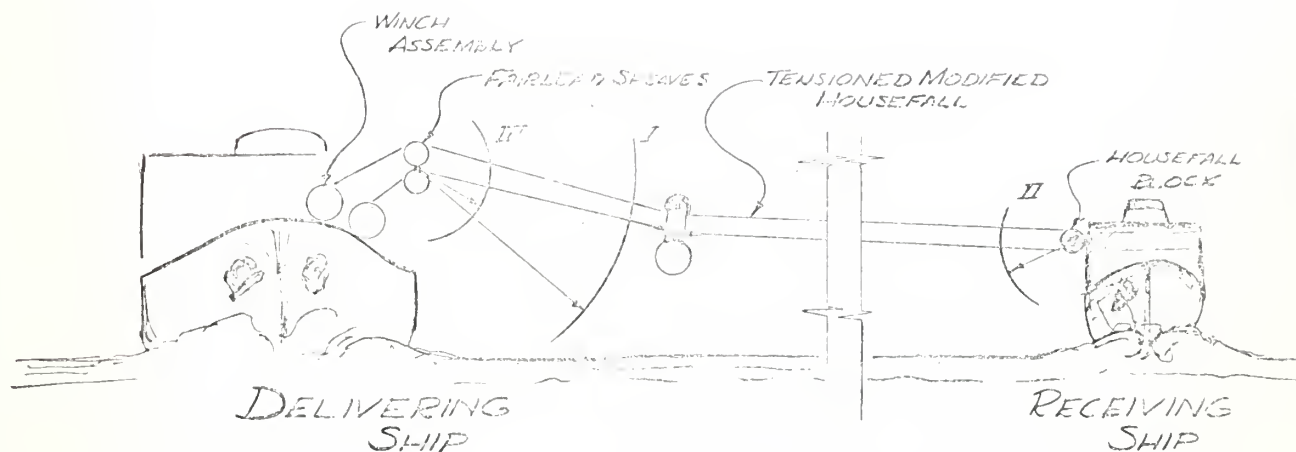 WINCH
ASSEMBLY
FAIRLEAD SHEAVES
TENSIONED MODIFIED
HOUSEFALL
III
I
HOUSEFALL
BLOCK
II
DELIVERING
SHIP
RECEIVING
SHIP